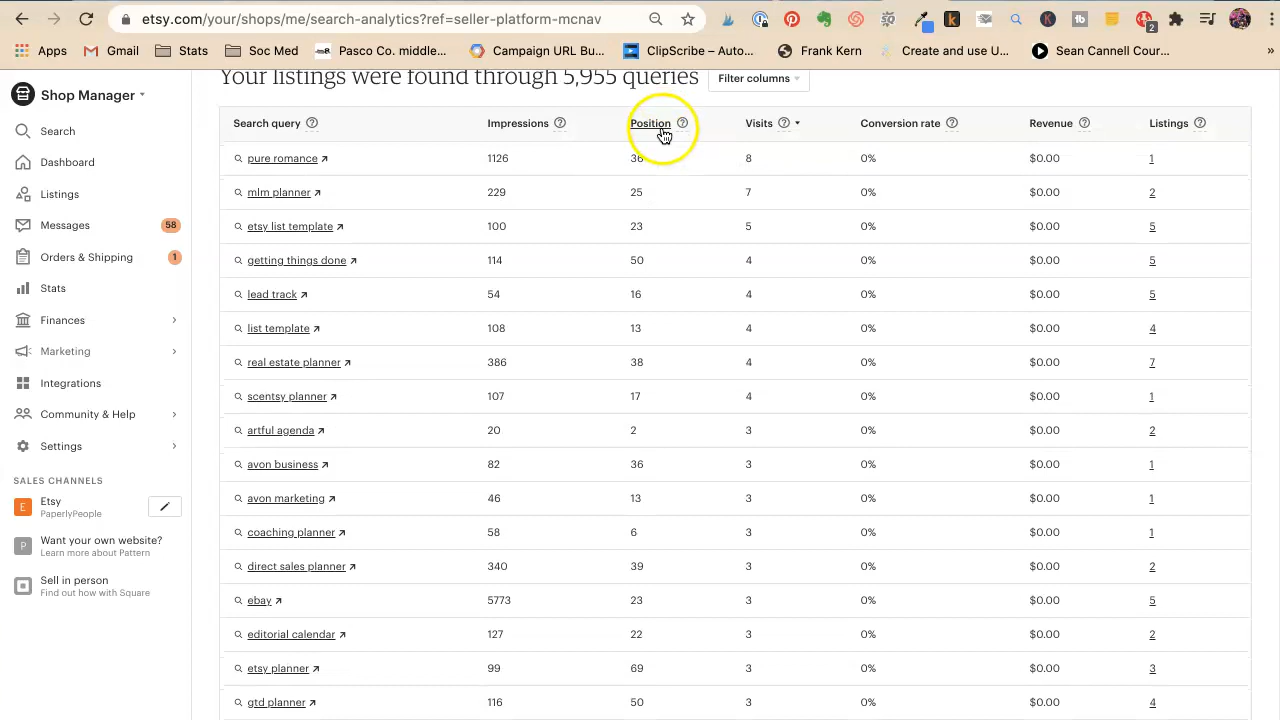 etsy.com/your/shops/me/search-analytics?ref=seller-platform-mcnav
2
Apps Gmail Stats Soc Med Pasco Co. middle... Campaign URL Bu... ClipScribe – Auto... Frank Kern Create and use U... Sean Cannell Cour... »
Your listings were found through 5,955 queries Filter columns
Shop Manager
Search
Dashboard
Listings
Messages 58
Orders & Shipping 1
Stats
Finances
Marketing
Integrations
Community & Help
Settings
SALES CHANNELS
E Etsy
PaperlyPeople
P Want your own website?
Learn more about Pattern
Sell in person
Find out how with Square
Search query ? Impressions ? Position ? Visits ? Conversion rate ? Revenue ? Listings ?
pure romance 1126 36 8 0% $0.00 1
mlm planner 229 25 7 0% $0.00 2
etsy list template 100 23 5 0% $0.00 5
getting things done 114 50 4 0% $0.00 5
lead track 54 16 4 0% $0.00 5
list template 108 13 4 0% $0.00 4
real estate planner 386 38 4 0% $0.00 7
scentsy planner 107 17 4 0% $0.00 1
artful agenda 20 2 3 0% $0.00 2
avon business 82 36 3 0% $0.00 1
avon marketing 46 13 3 0% $0.00 1
coaching planner 58 6 3 0% $0.00 1
direct sales planner 340 39 3 0% $0.00 2
ebay 5773 23 3 0% $0.00 5
editorial calendar 127 22 3 0% $0.00 2
etsy planner 99 69 3 0% $0.00 3
gtd planner 116 50 3 0% $0.00 4